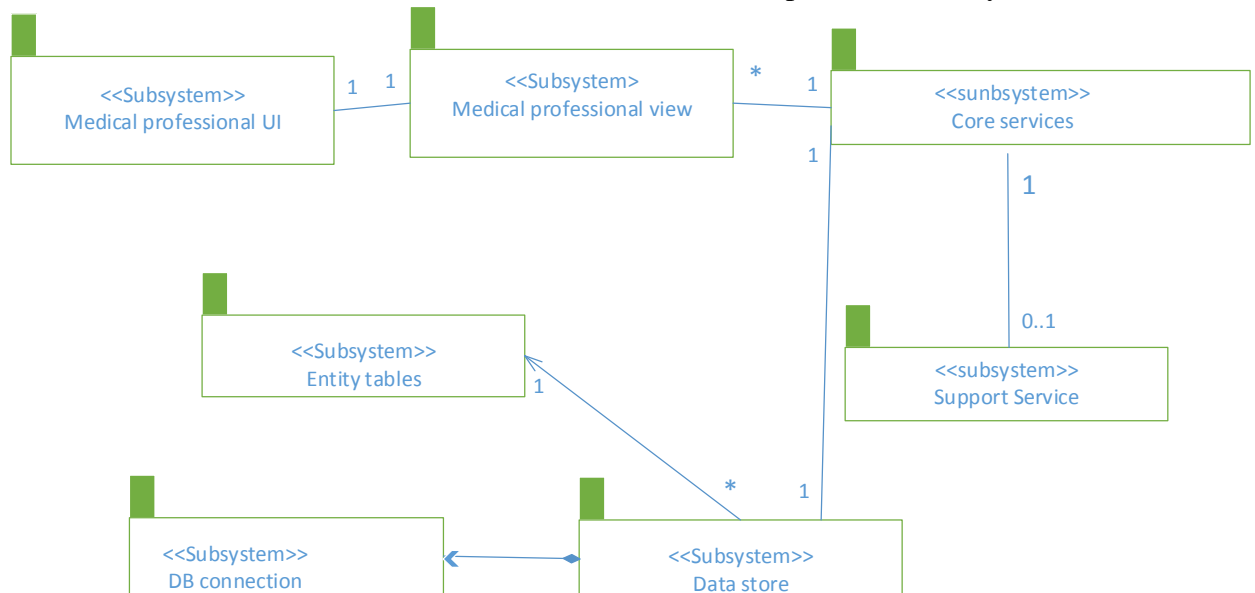 <<Subsystem>>
Medical professional UI
1
1
<<Subsystem>
Medical professional view
*
1
<<sunbsystem>>
Core services
1
1
<<Subsystem>>
Entity tables
1
0..1
<<subsystem>>
Support Service
*
1
<<Subsystem>>
DB connection
<<Subsystem>>
Data store